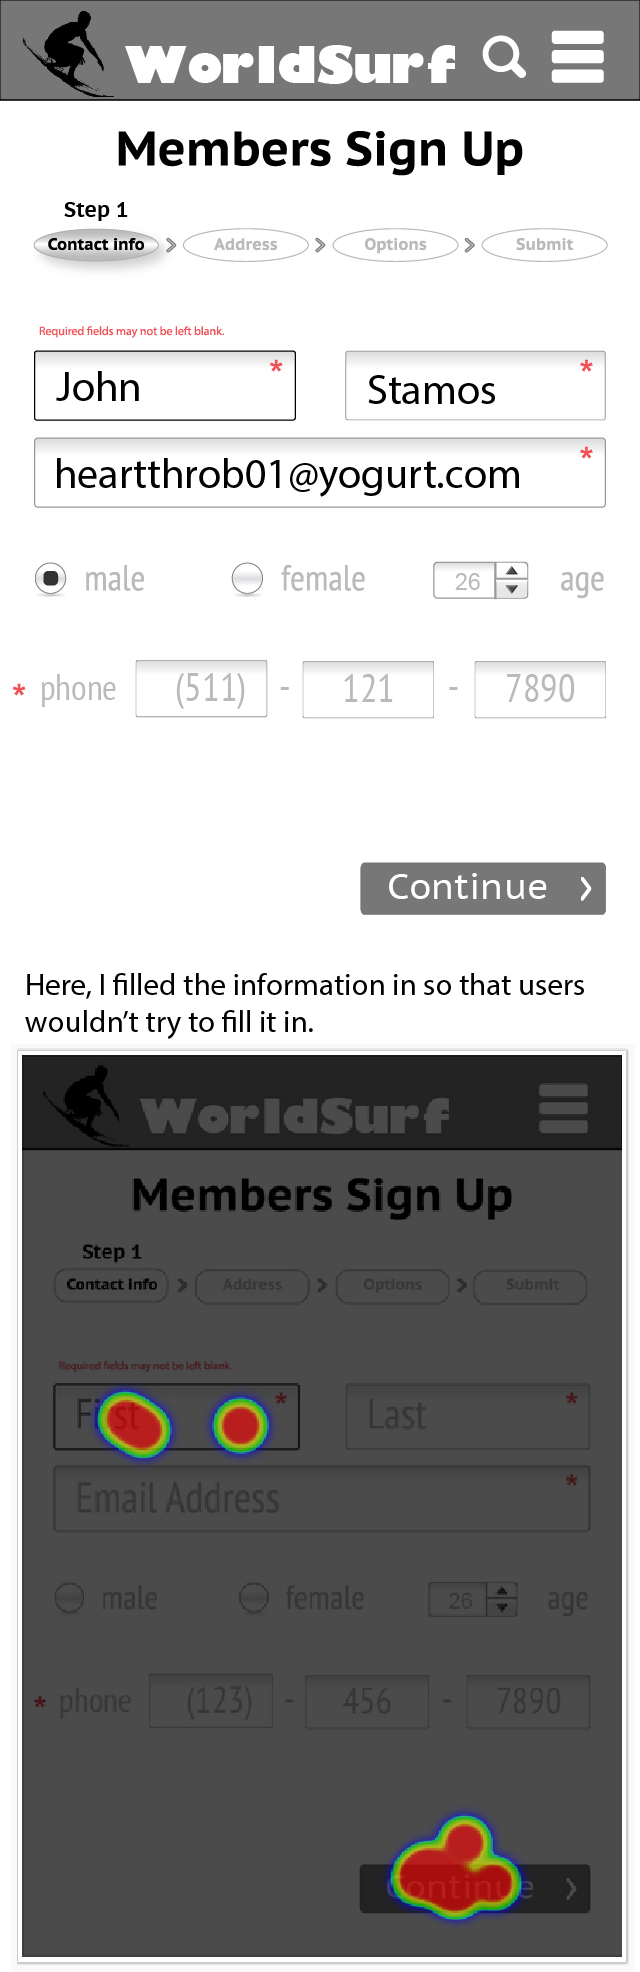 WorldSurf
Members Sign Up
Step 1
Contact info > Address > Options > Submit
Required fields may not be left blank.
John * Stamos *
heartthrob01@yogurt.com *
male female 26 age
* phone (511) - 121 - 7890
Continue >
Here, I filled the information in so that users
wouldn't try to fill it in.
WorldSurf
Members Sign Up
Step 1
Contact Info > Address > Options > Submit
Required fields may not be left blank.
First * Last *
Email Address *
male female 26 age
* phone (123) - 456 - 7890
Continue >